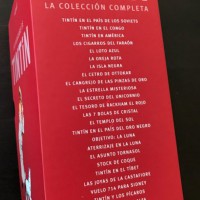 LA COLECCIÓN COMPLETA
TINTÍN EN EL PAÍS DE LOS SOVIETS
TINTÍN EN EL CONGO
TINTÍN EN AMÉRICA
LOS CIGARROS DEL FARAÓN
EL LOTO AZUL
LA OREJA ROTA
LA ISLA NEGRA
EL CETRO DE OTTOKAR
EL CANGREJO DE LAS PINZAS DE ORO
LA ESTRELLA MISTERIOSA
EL SECRETO DEL UNICORNIO
EL TESORO DE RACKHAM EL ROJO
LAS 7 BOLAS DE CRISTAL
EL TEMPLO DEL SOL
TINTÍN EN EL PAÍS DEL ORO NEGRO
OBJETIVO: LA LUNA
ATERRIZAJE EN LA LUNA
EL ASUNTO TORNASOL
STOCK DE COQUE
TINTÍN EN EL TÍBET
LAS JOYAS DE LA CASTAFIORE
VUELO 714 PARA SIDNEY
TINTÍN Y LOS PÍCAROS
TINTIN